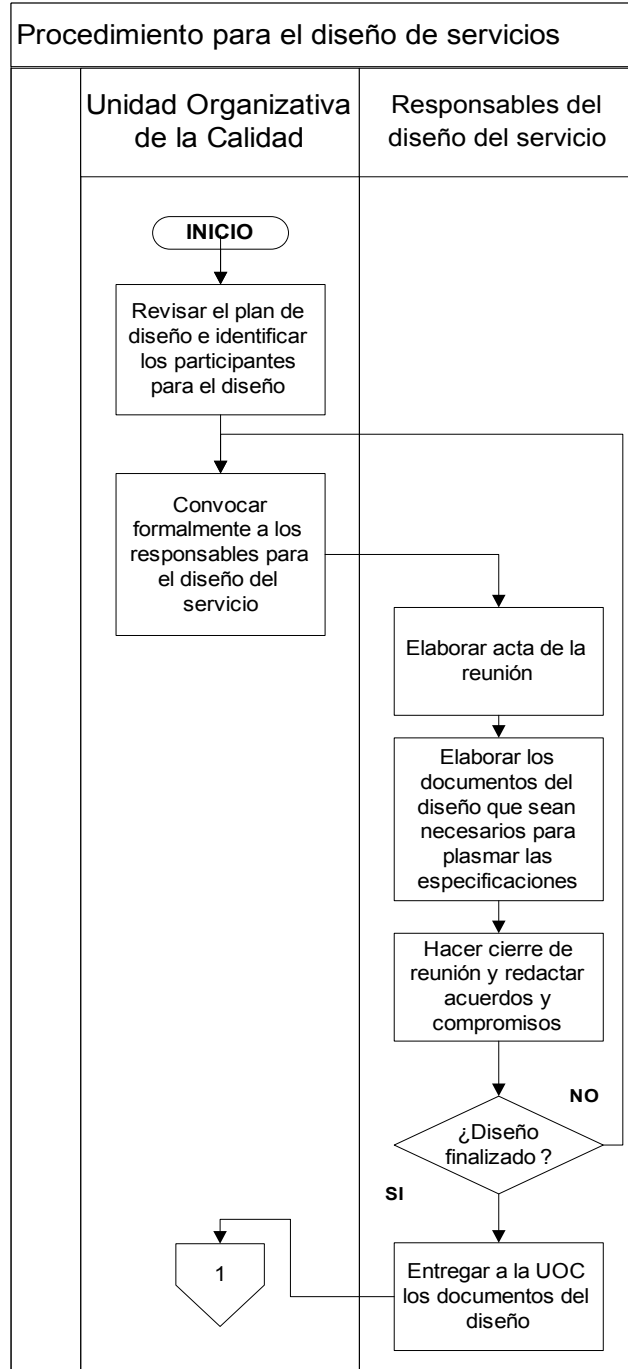 Procedimiento para el diseño de servicios
Unidad Organizativa
de la Calidad
Responsables del
diseño del servicio
INICIO
Revisar el plan de
diseño e identificar
los participantes
para el diseño
Convocar
formalmente a los
responsables para
el diseño del
servicio
Elaborar acta de la
reunión
Elaborar los
documentos del
diseño que sean
necesarios para
plasmar las
especificaciones
Hacer cierre de
reunión y redactar
acuerdos y
compromisos
¿Diseño
finalizado ?
NO
SI
Entregar a la UOC
los documentos del
diseño
1